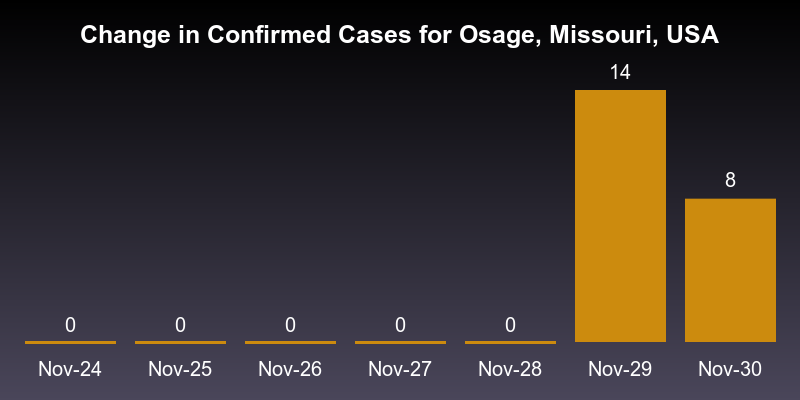 Change in Confirmed Cases for Osage, Missouri, USA
14
8
0 0 0 0 0
Nov-24 Nov-25 Nov-26 Nov-27 Nov-28 Nov-29 Nov-30